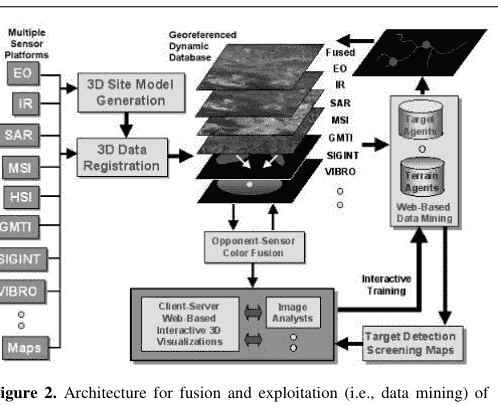 Multiple
Sensor
Platforms
EO
IR
SAR
MSI
HSI
GMTI
SIGINT
VIBRO
Maps
3D Site Model
Generation
3D Data
Registration
Georeferenced
Dynamic
Database
Fused
EO
IR
SAR
MSI
GMTI
SIGINT
VIBRO
Target
Agents
Terrain
Agents
Web-Based
Data Mining
Opponent-Sensor
Color Fusion
Interactive
Training
Client-Server
Web-Based
Interactive 3D
Visualizations
Image
Analysts
Target Detection
Screening Maps
igure 2. Architecture for fusion and exploitation (i.e., data mining) of